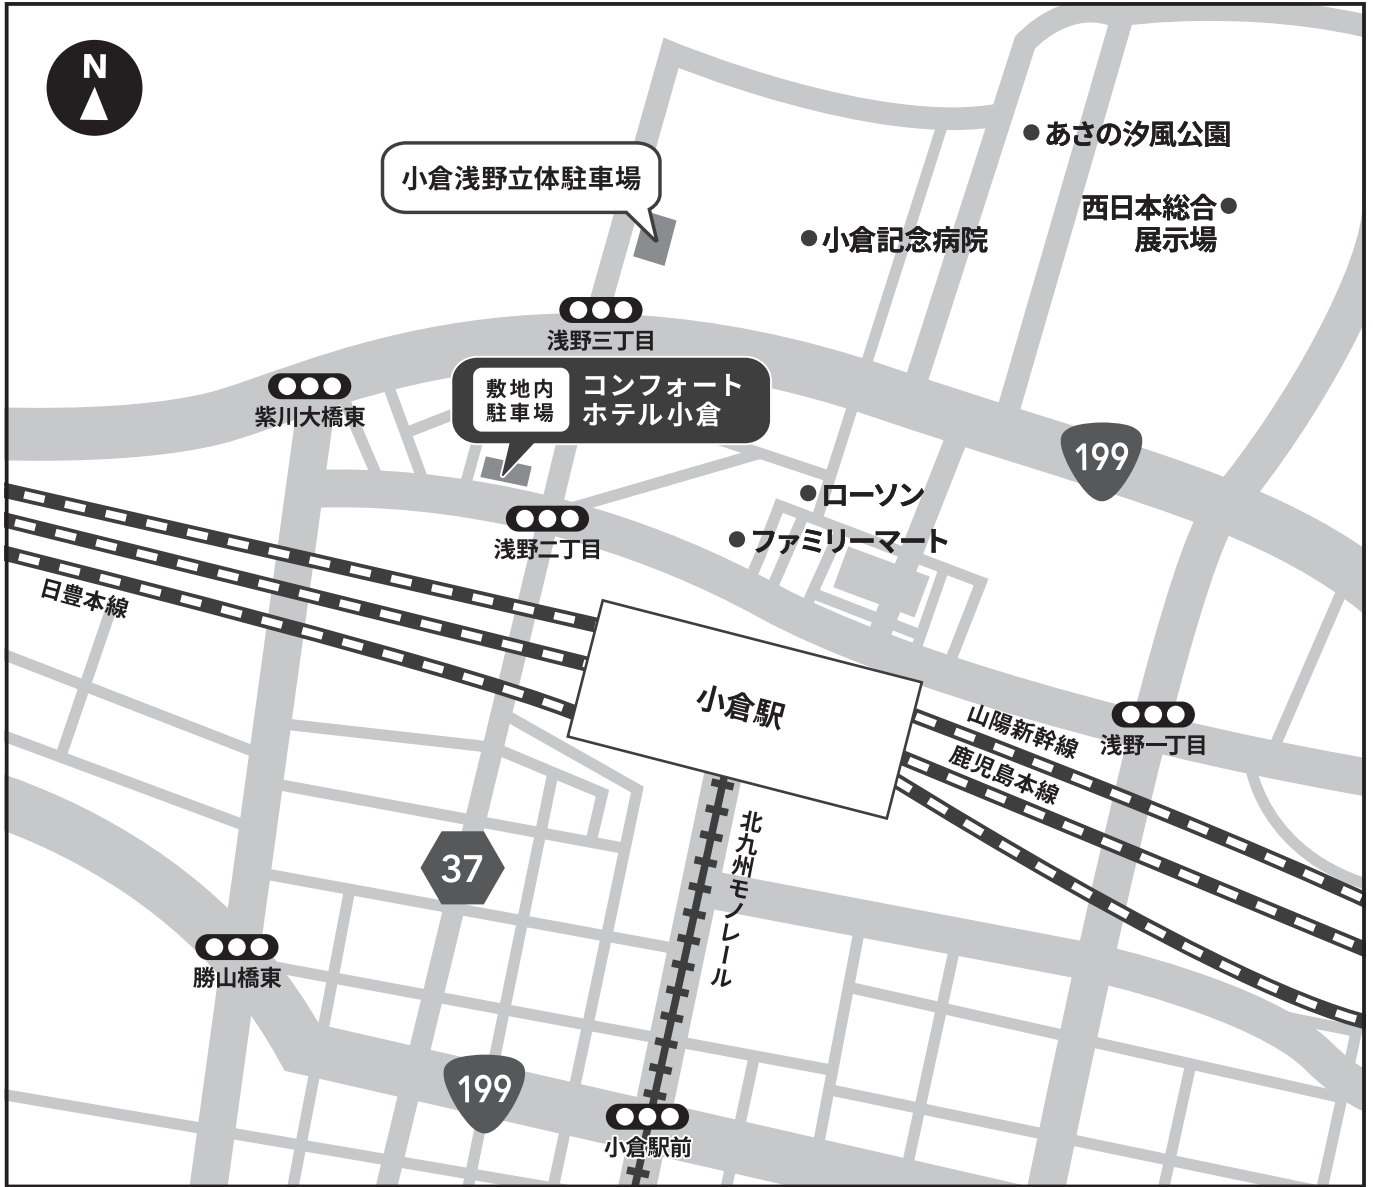 N
あさの汐風公園
小倉浅野立体駐車場
西日本総合
展示場
小倉記念病院
浅野三丁目
紫川大橋東
敷地内
駐車場
コンフォート
ホテル小倉
199
ローソン
ファミリーマート
浅野二丁目
日豊本線
小倉駅
山陽新幹線
浅野一丁目
鹿児島本線
北九州モノレール
37
勝山橋東
199
小倉駅前